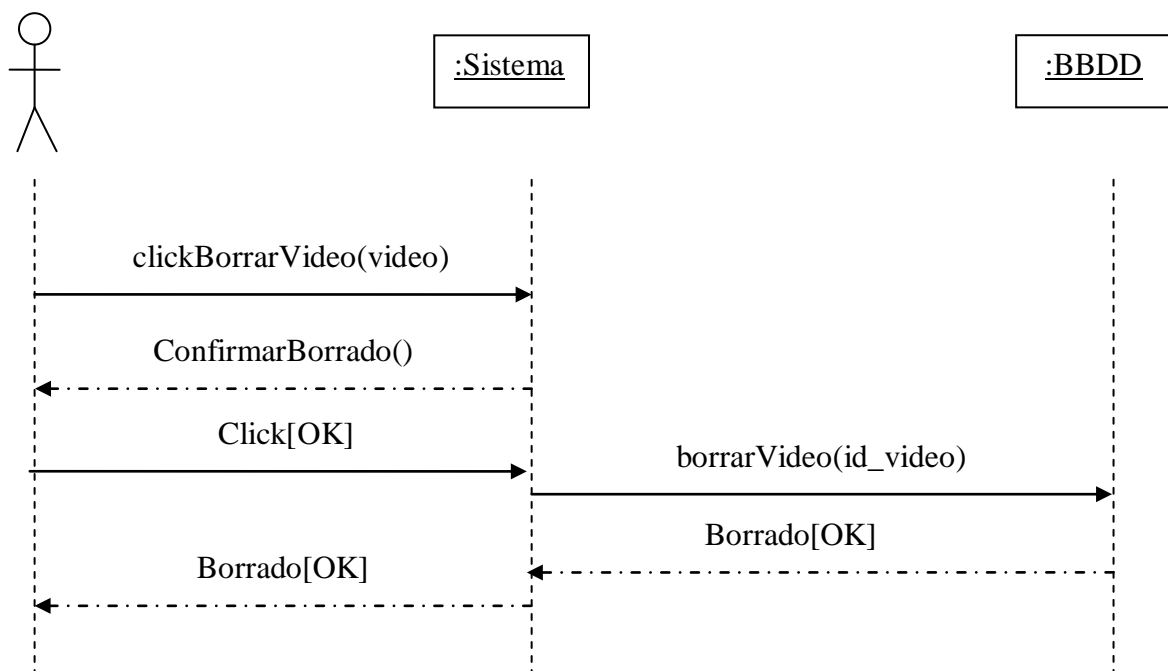 :Sistema
:BBDD
clickBorrarVideo(video)
ConfirmarBorrado()
Click[OK]
borrarVideo(id_video)
Borrado[OK]
Borrado[OK]